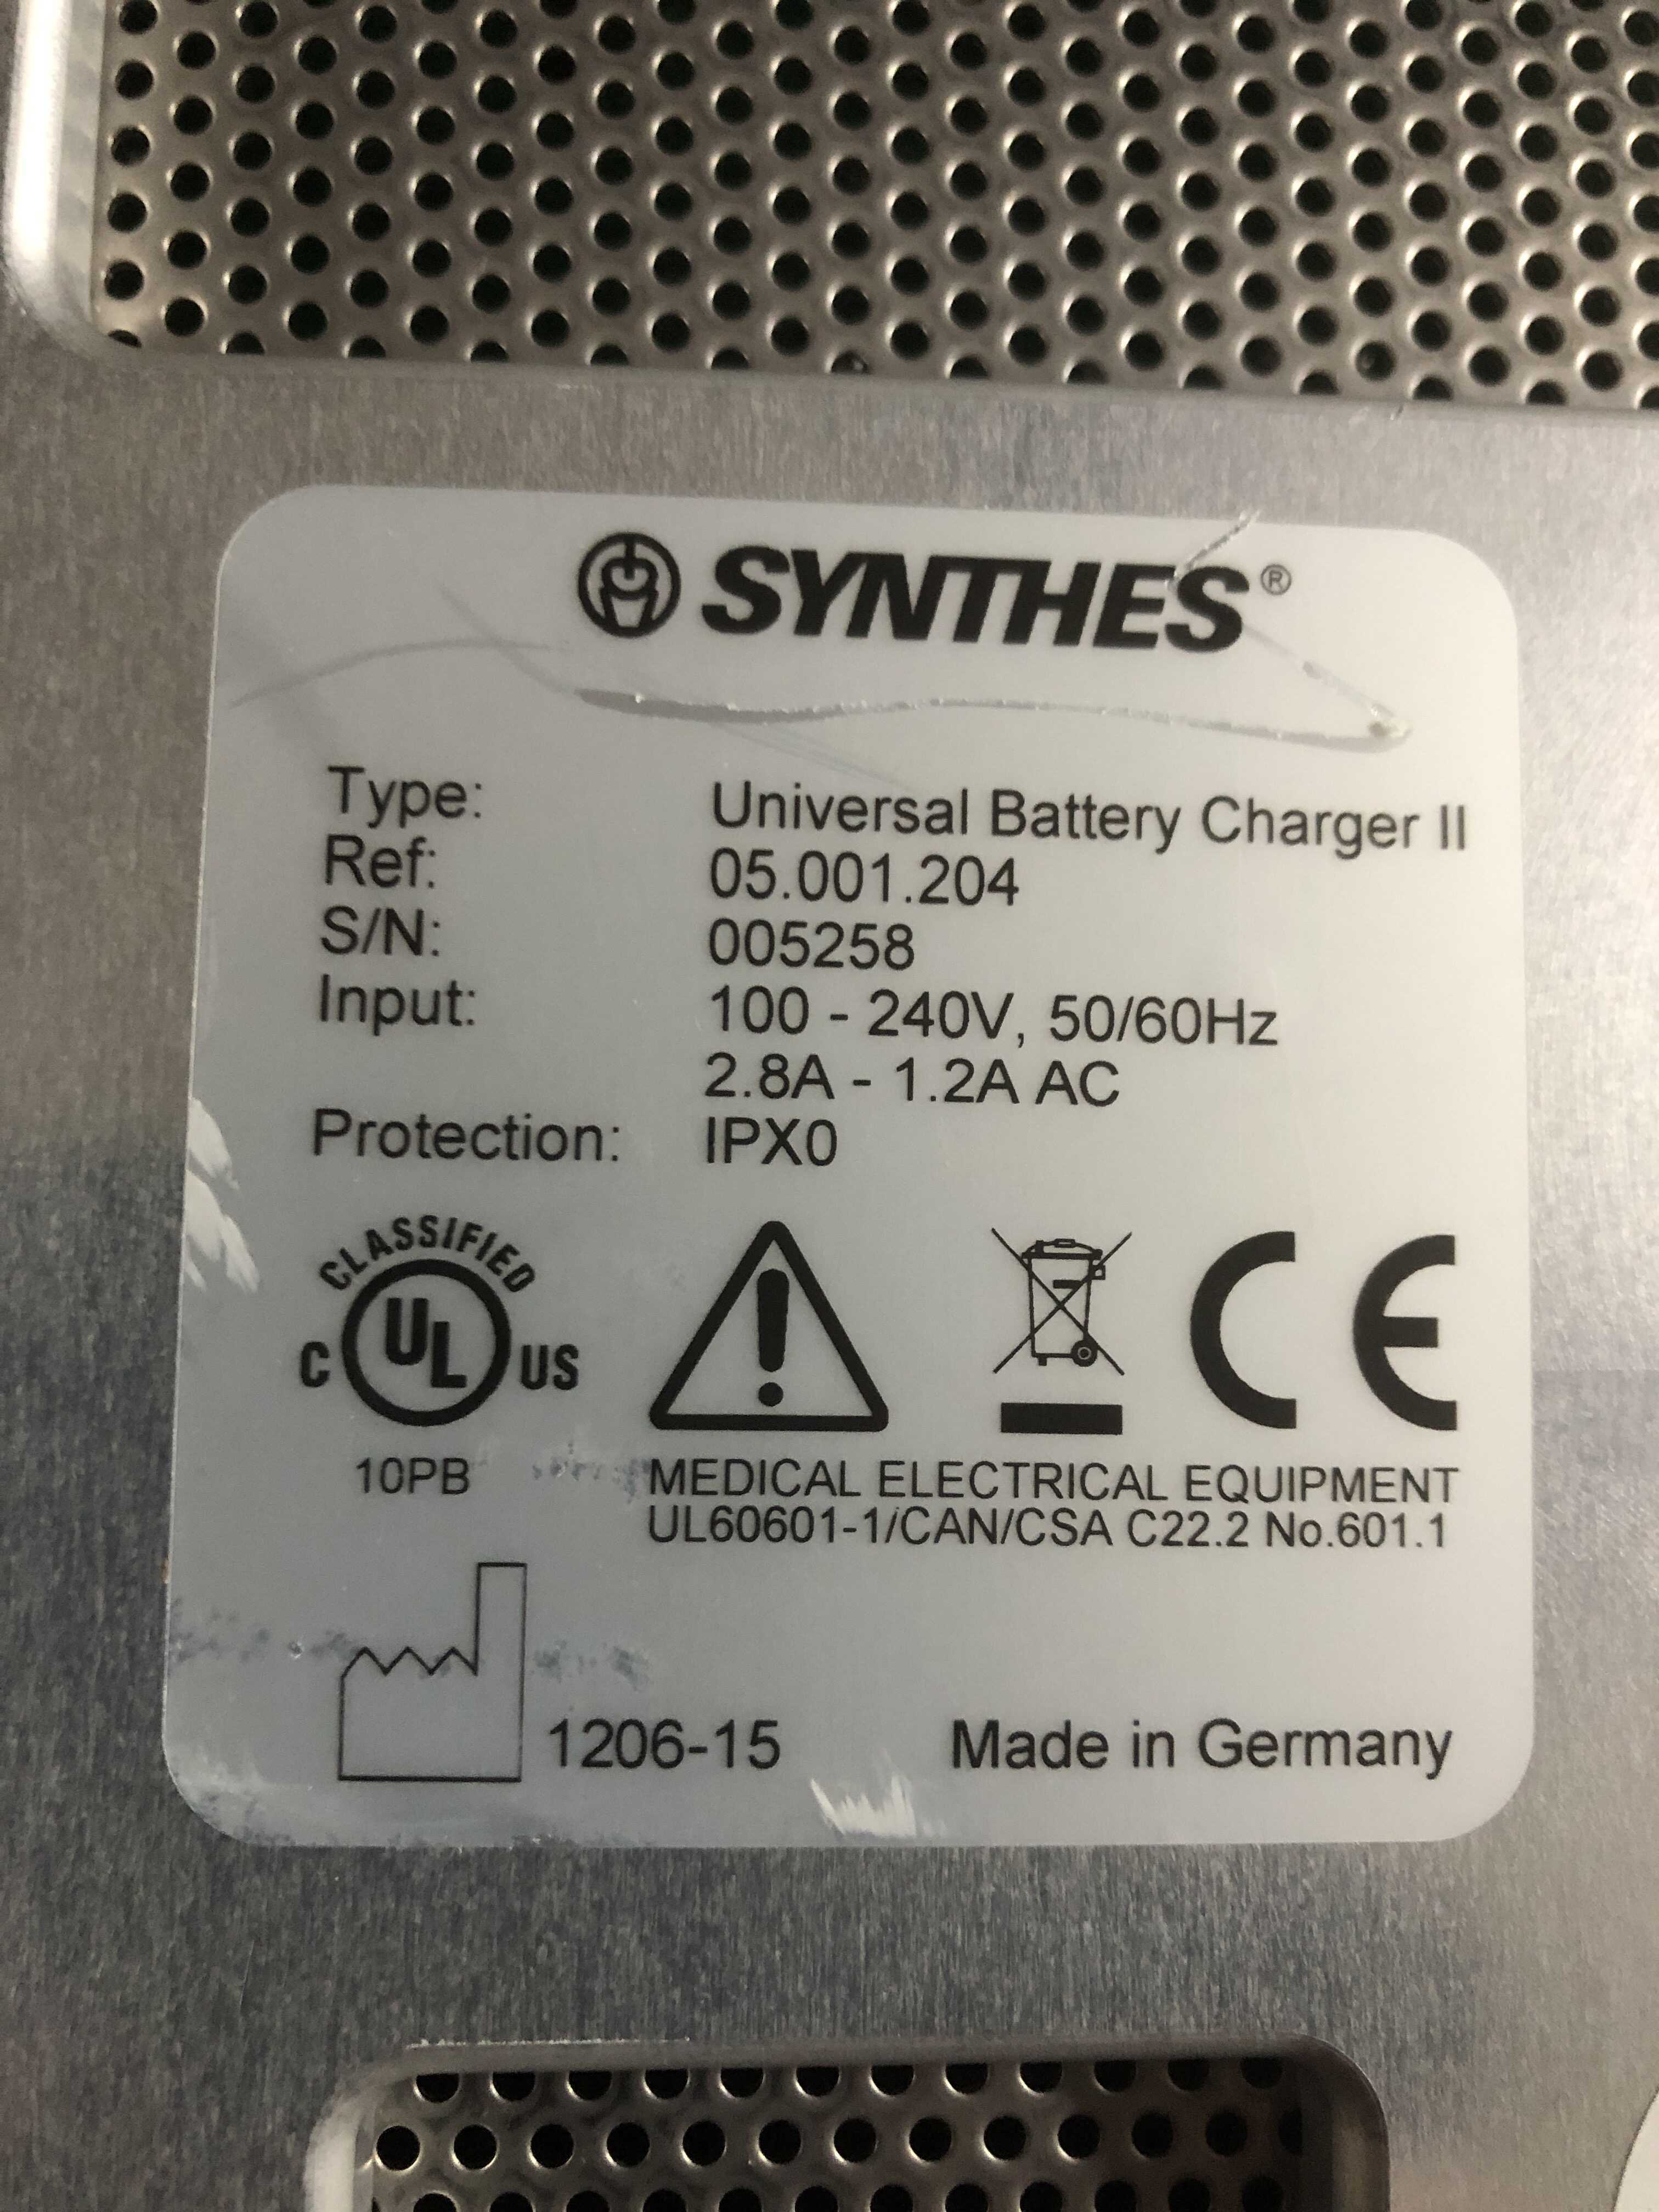 SYNTHES®
Type: Universal Battery Charger II
Ref: 05.001.204
S/N: 005258
Input: 100 - 240V, 50/60Hz
2.8A - 1.2A AC
Protection: IPX0
CLASSIFIED
C UL US
CE
10PB
MEDICAL ELECTRICAL EQUIPMENT
UL60601-1/CAN/CSA C22.2 No.601.1
1206-15
Made in Germany